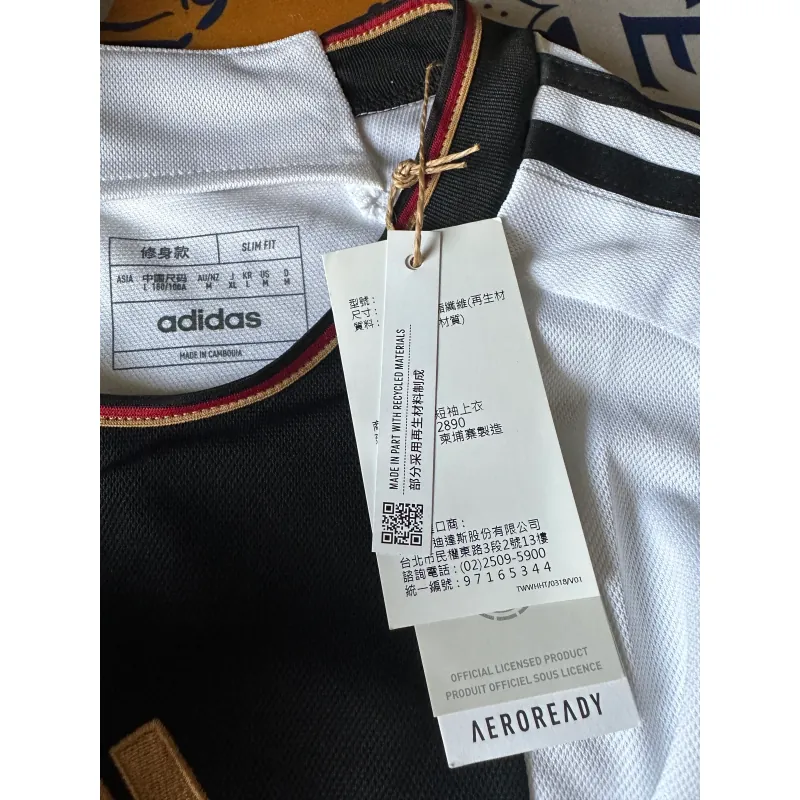 修身款
SLIM FIT
ASIA 中國尺码 AU/NZ J KR US D
L 180/100A M XL L M M
adidas
MADE IN CAMBODIA
型號:
尺寸:
質料:
纖維(再生材
材質)
MADE IN PART WITH RECYCLED MATERIALS
部分采用再生材料制成
短袖上衣
2890
柬埔寨製造
口商:
迪達斯股份有限公司
台北市民權東路3段2號13樓
諮詢電話:(02)2509-5900
統一編號:97165344
TWWHHT/0318/V01
OFFICIAL LICENSED PRODUCT
PRODUIT OFFICIEL SOUS LICENCE
AEROREADY